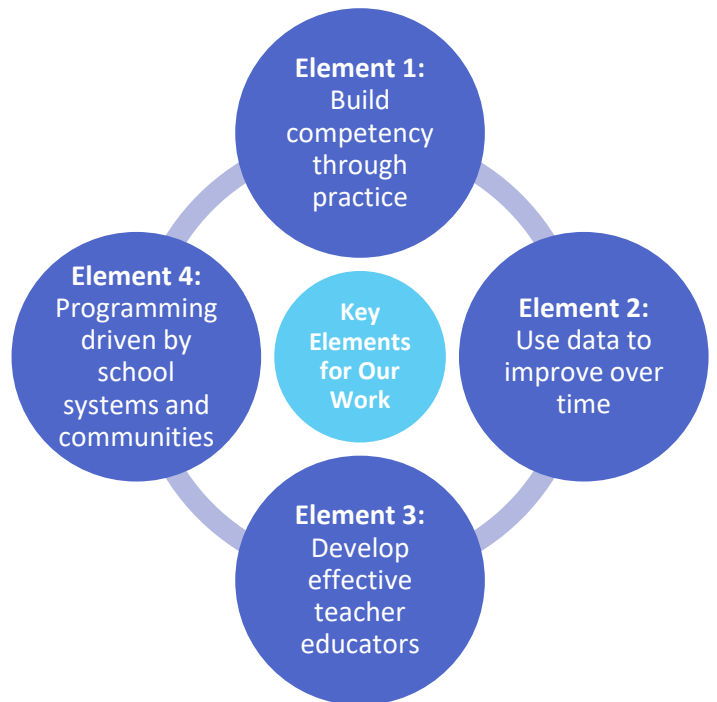 Element 1:
Build
competency
through
practice
Element 2:
Use data to
improve over
time
Element 3:
Develop
effective
teacher
educators
Element 4:
Programming
driven by
school
systems and
communities
Key
Elements
for Our
Work